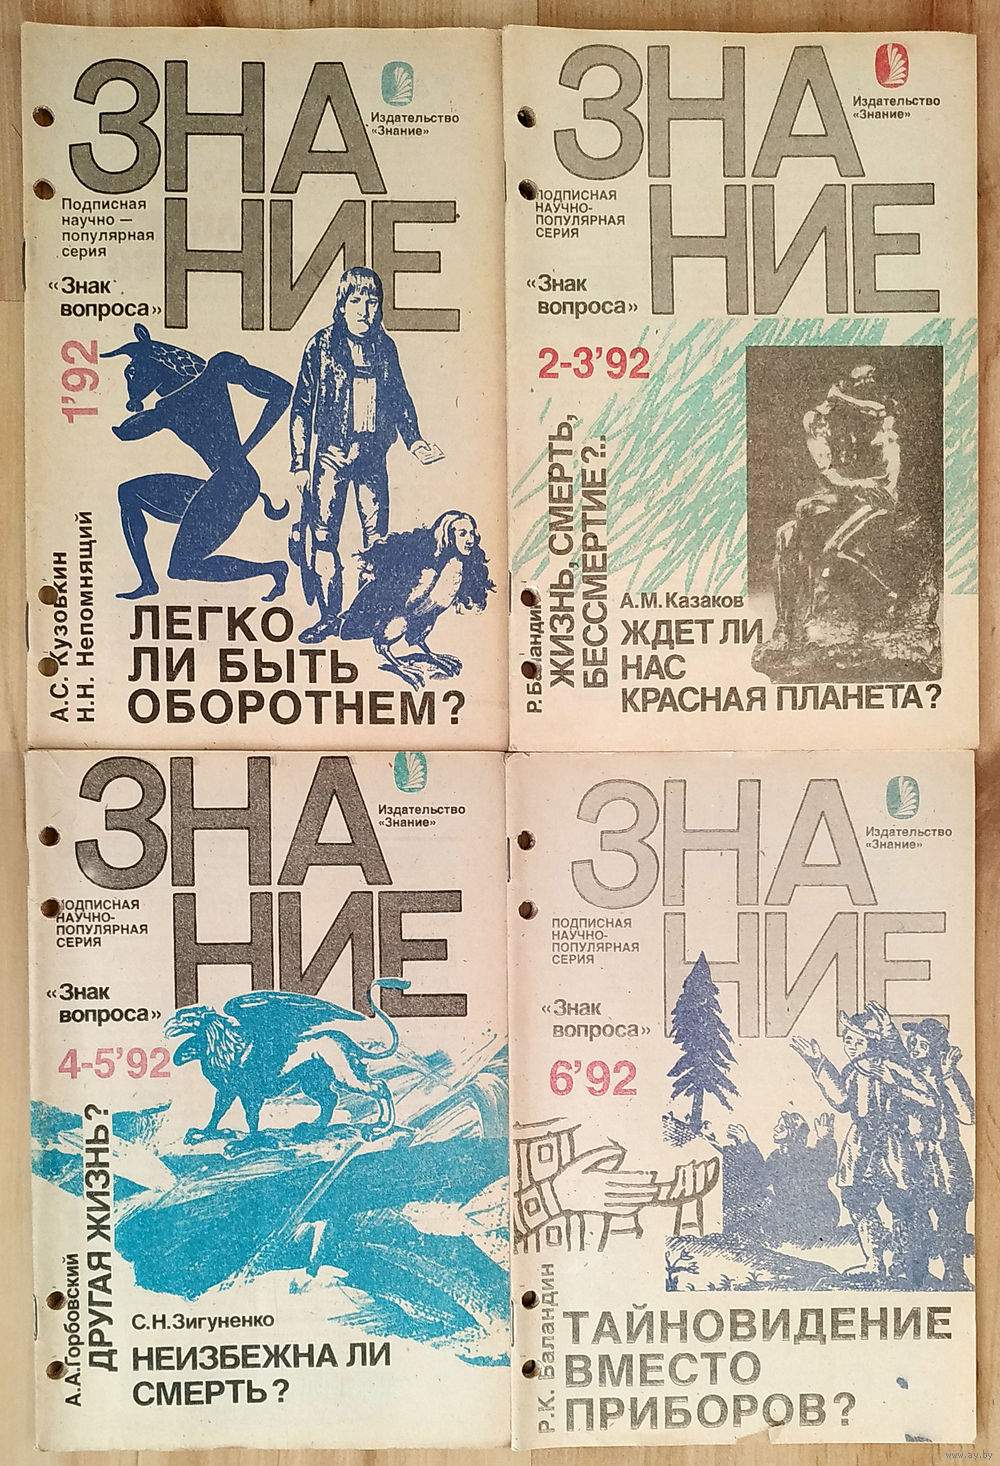 ЗНА
НИЕ
Издательство
«Знание»
Подписная
научно —
популярная
серия
«Знак
вопроса»
1'92
А.С. Кузовкин
Н.Н. Непомнящий
ЛЕГКО
ЛИ БЫТЬ
ОБОРОТНЕМ?
ЗНА
НИЕ
Издательство
«Знание»
ПОДПИСНАЯ
НАУЧНО-
ПОПУЛЯРНАЯ
СЕРИЯ
«Знак
вопроса»
2-3'92
Р. Баландин
ЖИЗНЬ, СМЕРТЬ,
БЕССМЕРТИЕ?..
А.М. Казаков
ЖДЕТ ЛИ
НАС
КРАСНАЯ ПЛАНЕТА?
ЗНА
НИЕ
Издательство
«Знание»
ПОДПИСНАЯ
НАУЧНО-
ПОПУЛЯРНАЯ
СЕРИЯ
«Знак
вопроса»
4-5'92
А.А. Горбовский
ДРУГАЯ ЖИЗНЬ?
С.Н. Зигуненко
НЕИЗБЕЖНА ЛИ
СМЕРТЬ?
ЗНА
НИЕ
Издательство
«Знание»
ПОДПИСНАЯ
НАУЧНО-
ПОПУЛЯРНАЯ
СЕРИЯ
«Знак
вопроса»
6'92
Р.К. Баландин
ТАЙНОВИДЕНИЕ
ВМЕСТО
ПРИБОРОВ?
www.ay.by